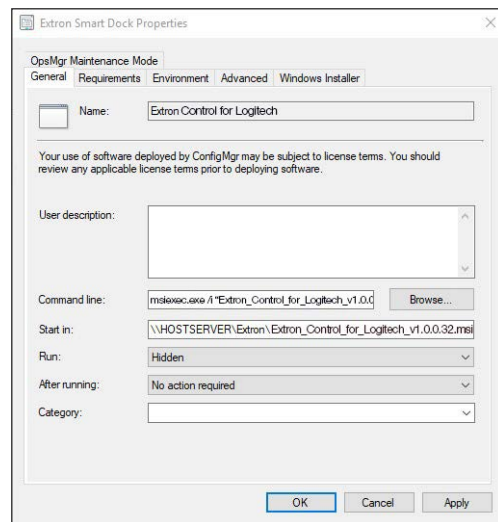 Extron Smart Dock Properties
OpsMgr Maintenance Mode
General Requirements Environment Advanced Windows Installer
Name: Extron Control for Logitech
Your use of software deployed by ConfigMgr may be subject to license terms. You should
review any applicable license terms prior to deploying software.
User description:
Command line: msiexec.exe /i "Extron_Control_for_Logitech_v1.0.0 Browse...
Start in: \\HOSTSERVER\Extron\Extron_Control_for_Logitech_v1.0.0.32.msi
Run: Hidden
After running: No action required
Category:
OK Cancel Apply